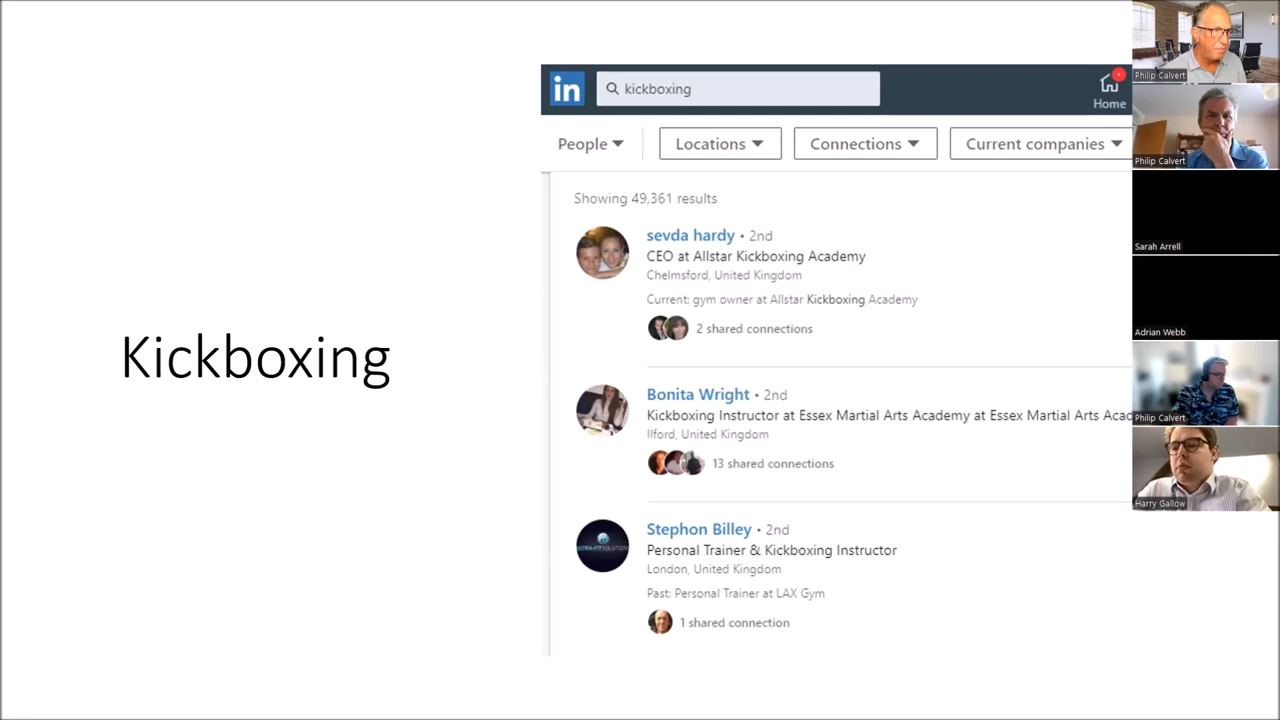 Kickboxing
in
kickboxing
Home
People
Locations
Connections
Current companies
Showing 49,361 results
sevda hardy • 2nd
CEO at Allstar Kickboxing Academy
Chelmsford, United Kingdom
Current: gym owner at Allstar Kickboxing Academy
2 shared connections
Bonita Wright • 2nd
Kickboxing Instructor at Essex Martial Arts Academy at Essex Martial Arts Acad
Ilford, United Kingdom
13 shared connections
Stephon Billey • 2nd
Personal Trainer & Kickboxing Instructor
London, United Kingdom
Past: Personal Trainer at LAX Gym
1 shared connection
Philip Calvert
Philip Calvert
Sarah Arrell
Adrian Webb
Philip Calvert
Harry Gallow